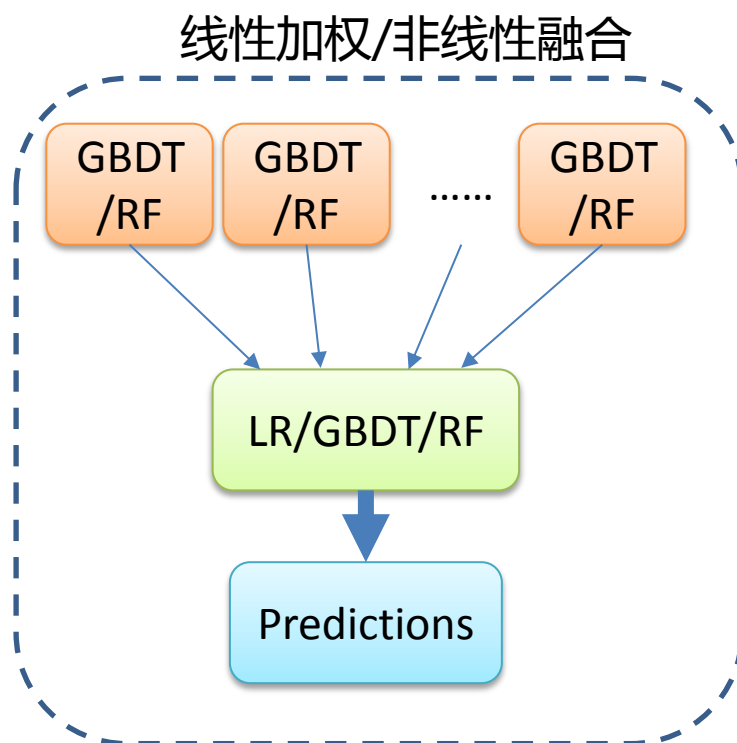 线性加权/非线性融合
GBDT
/RF
GBDT
/RF
……
GBDT
/RF
LR/GBDT/RF
Predictions